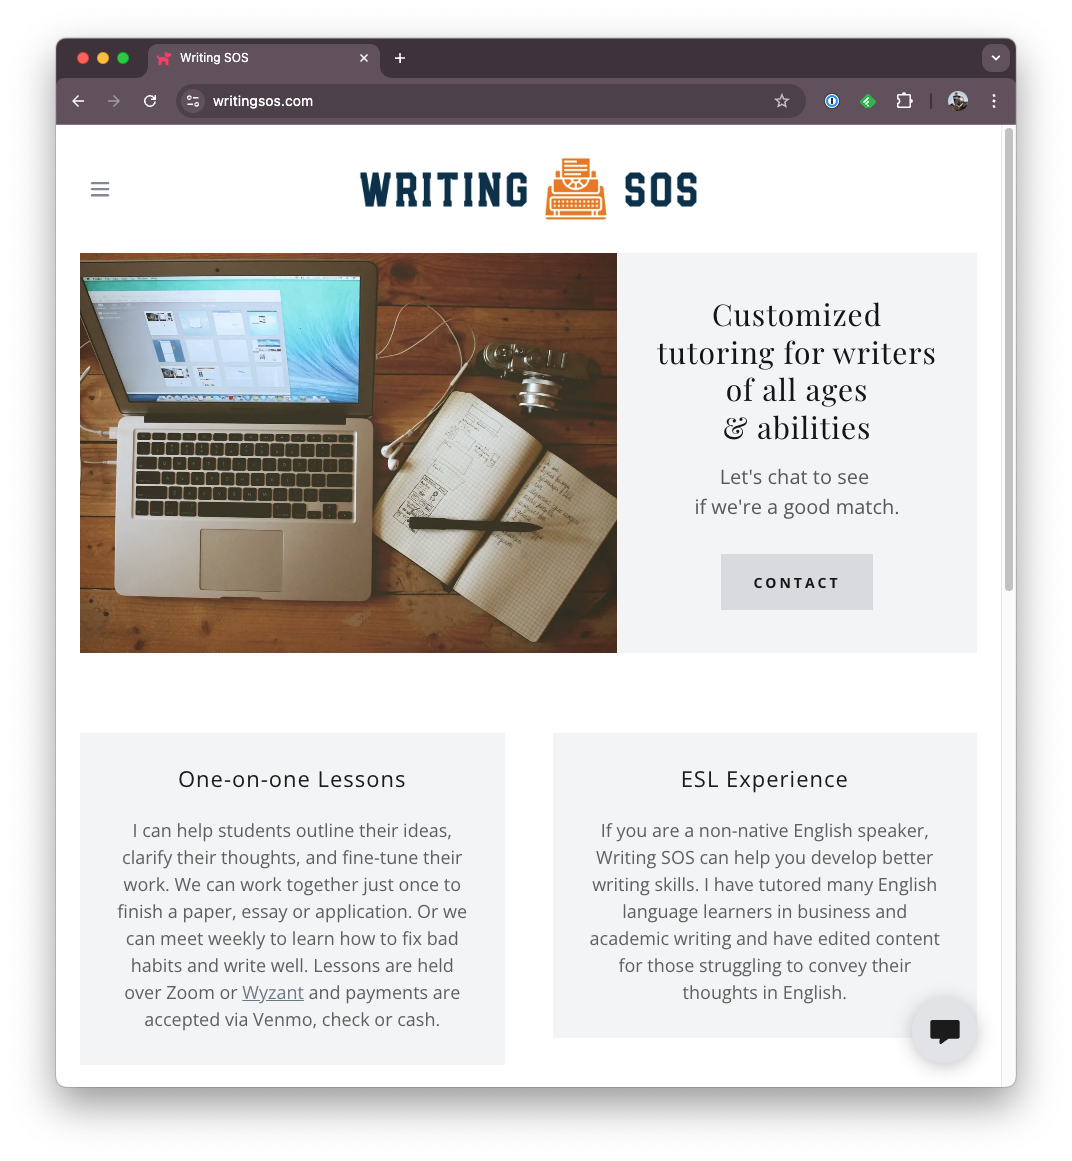 Writing SOS
writingsos.com
WRITING SOS
Customized
tutoring for writers
of all ages
& abilities
Let's chat to see
if we're a good match.
CONTACT
One-on-one Lessons
I can help students outline their ideas,
clarify their thoughts, and fine-tune their
work. We can work together just once to
finish a paper, essay or application. Or we
can meet weekly to learn how to fix bad
habits and write well. Lessons are held
over Zoom or Wyzant and payments are
accepted via Venmo, check or cash.
ESL Experience
If you are a non-native English speaker,
Writing SOS can help you develop better
writing skills. I have tutored many English
language learners in business and
academic writing and have edited content
for those struggling to convey their
thoughts in English.